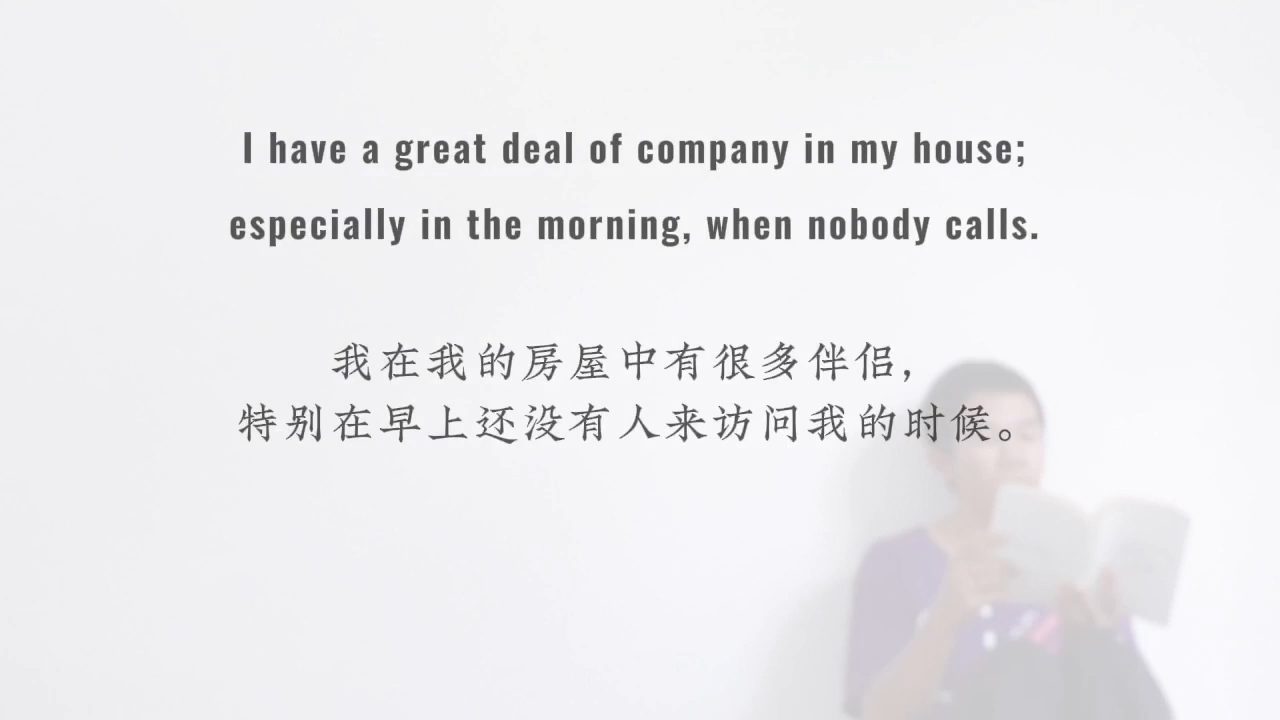 I have a great deal of company in my house;
especially in the morning, when nobody calls.
我在我的房屋中有很多伴侣，
特别在早上还没有人来访问我的时候。